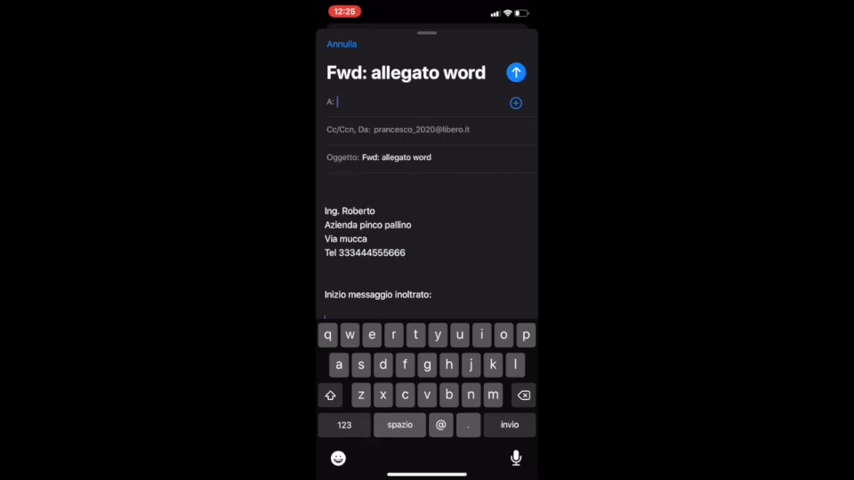 12:25
Annulla
Fwd: allegato word
A:
Cc/Ccn, Da: prancesco_2020@libero.it
Oggetto: Fwd: allegato word
Ing. Roberto
Azienda pinco pallino
Via mucca
Tel 333444555666
Inizio messaggio inoltrato:
q w e r t y u i o p
a s d f g h j k l
z x c v b n m
123 spazio @ . invio